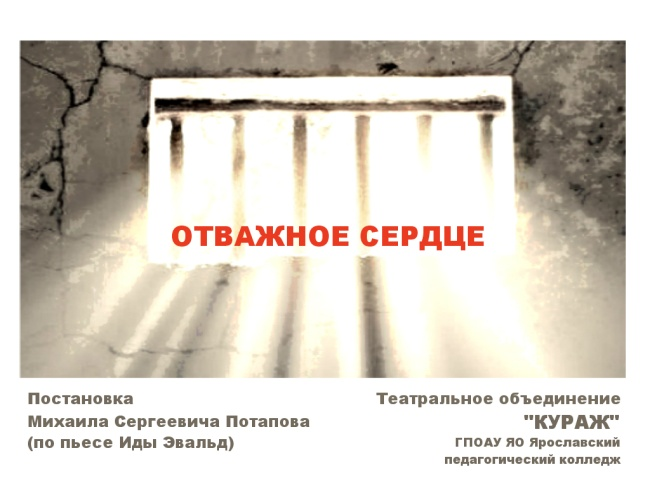 ОТВАЖНОЕ СЕРДЦЕ
Постановка
Михаила Сергеевича Потапова
(по пьесе Иды Эвальд)
Театральное объединение
"КУРАЖ"
ГПОАУ ЯО Ярославский
педагогический колледж